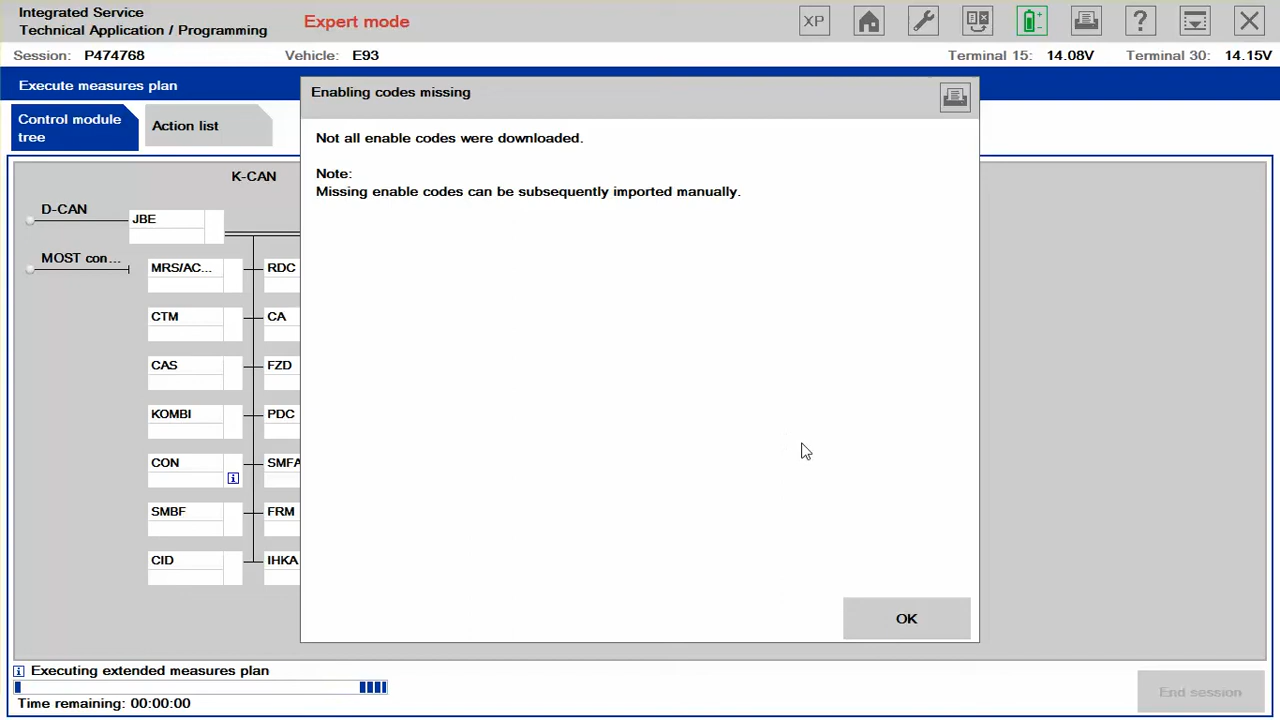 Integrated Service
Technical Application / Programming
Expert mode
XP
Session: P474768
Vehicle: E93
Terminal 15: 14.08V
Terminal 30: 14.15V
Execute measures plan
Control module
tree
Action list
Enabling codes missing
Not all enable codes were downloaded.
Note:
Missing enable codes can be subsequently imported manually.
K-CAN
D-CAN
JBE
MOST con...
MRS/AC...
RDC
CTM
CA
CAS
FZD
KOMBI
PDC
CON
SMFA
SMBF
FRM
CID
IHKA
OK
Executing extended measures plan
Time remaining: 00:00:00
End session